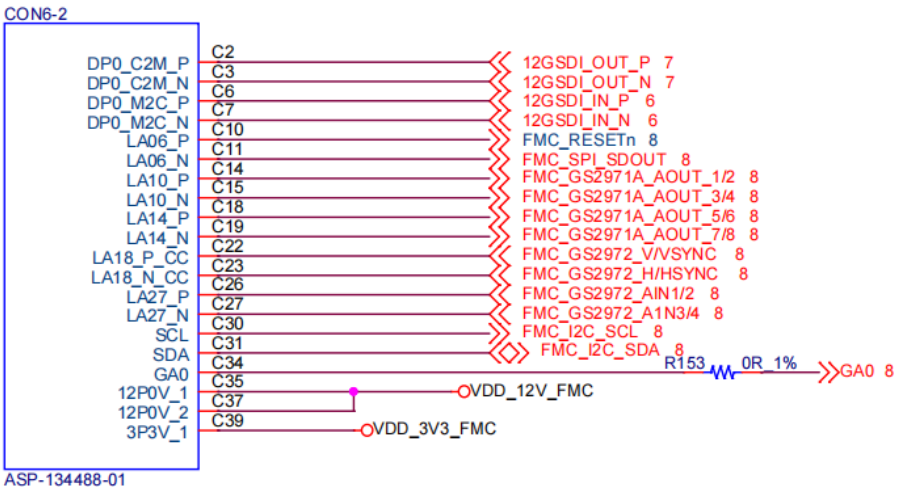 CON6-2
DP0_C2M_P C2 12GSDI_OUT_P 7
DP0_C2M_N C3 12GSDI_OUT_N 7
DP0_M2C_P C6 12GSDI_IN_P 6
DP0_M2C_N C7 12GSDI_IN_N 6
LA06_P C10 FMC_RESETn 8
LA06_N C11 FMC_SPI_SDOUT 8
LA10_P C14 FMC_GS2971A_AOUT_1/2 8
LA10_N C15 FMC_GS2971A_AOUT_3/4 8
LA14_P C18 FMC_GS2971A_AOUT_5/6 8
LA14_N C19 FMC_GS2971A_AOUT_7/8 8
LA18_P_CC C22 FMC_GS2972_V/VSYNC 8
LA18_N_CC C23 FMC_GS2972_H/HSYNC 8
LA27_P C26 FMC_GS2972_AIN1/2 8
LA27_N C27 FMC_GS2972_A1N3/4 8
SCL C30 FMC_I2C_SCL 8
SDA C31 FMC_I2C_SDA 8
GA0 C34 R153 0R_1% GA0 8
12P0V_1 C35 VDD_12V_FMC
12P0V_2 C37
3P3V_1 C39 VDD_3V3_FMC
ASP-134488-01